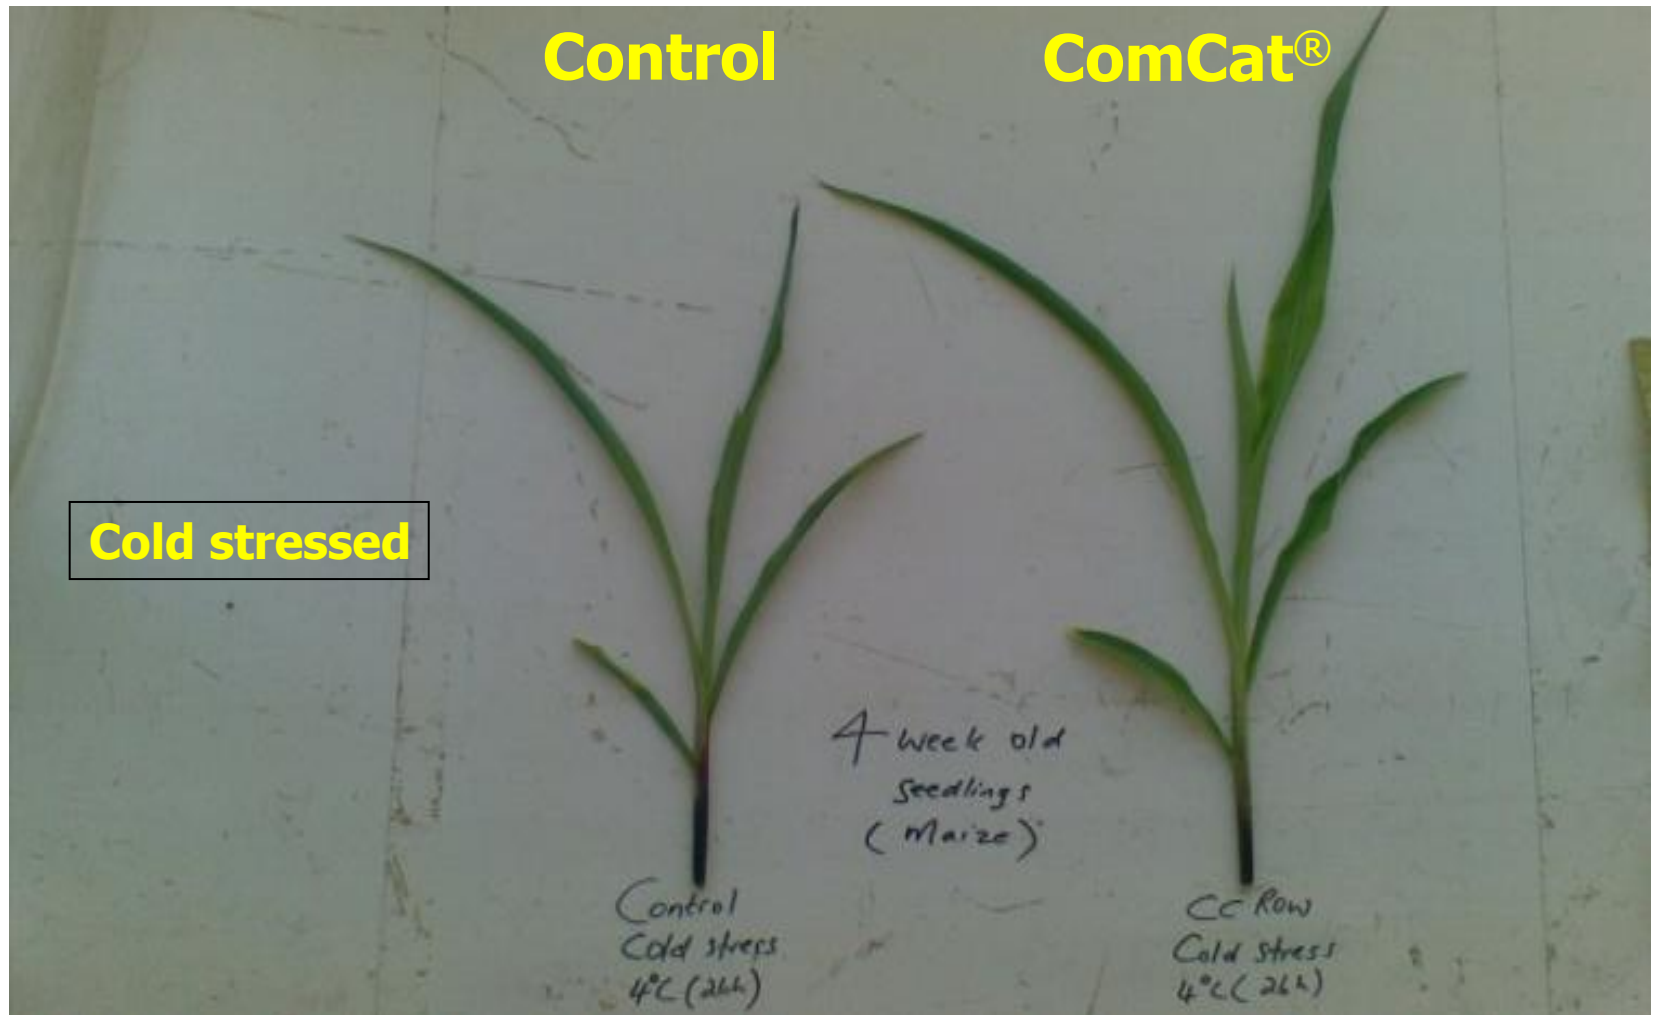 Control
ComCat®
Cold stressed
4 week old
seedlings
(Maize)
Control
Cold stress
4°C (24h)
CC Row
Cold stress
4°C (24h)